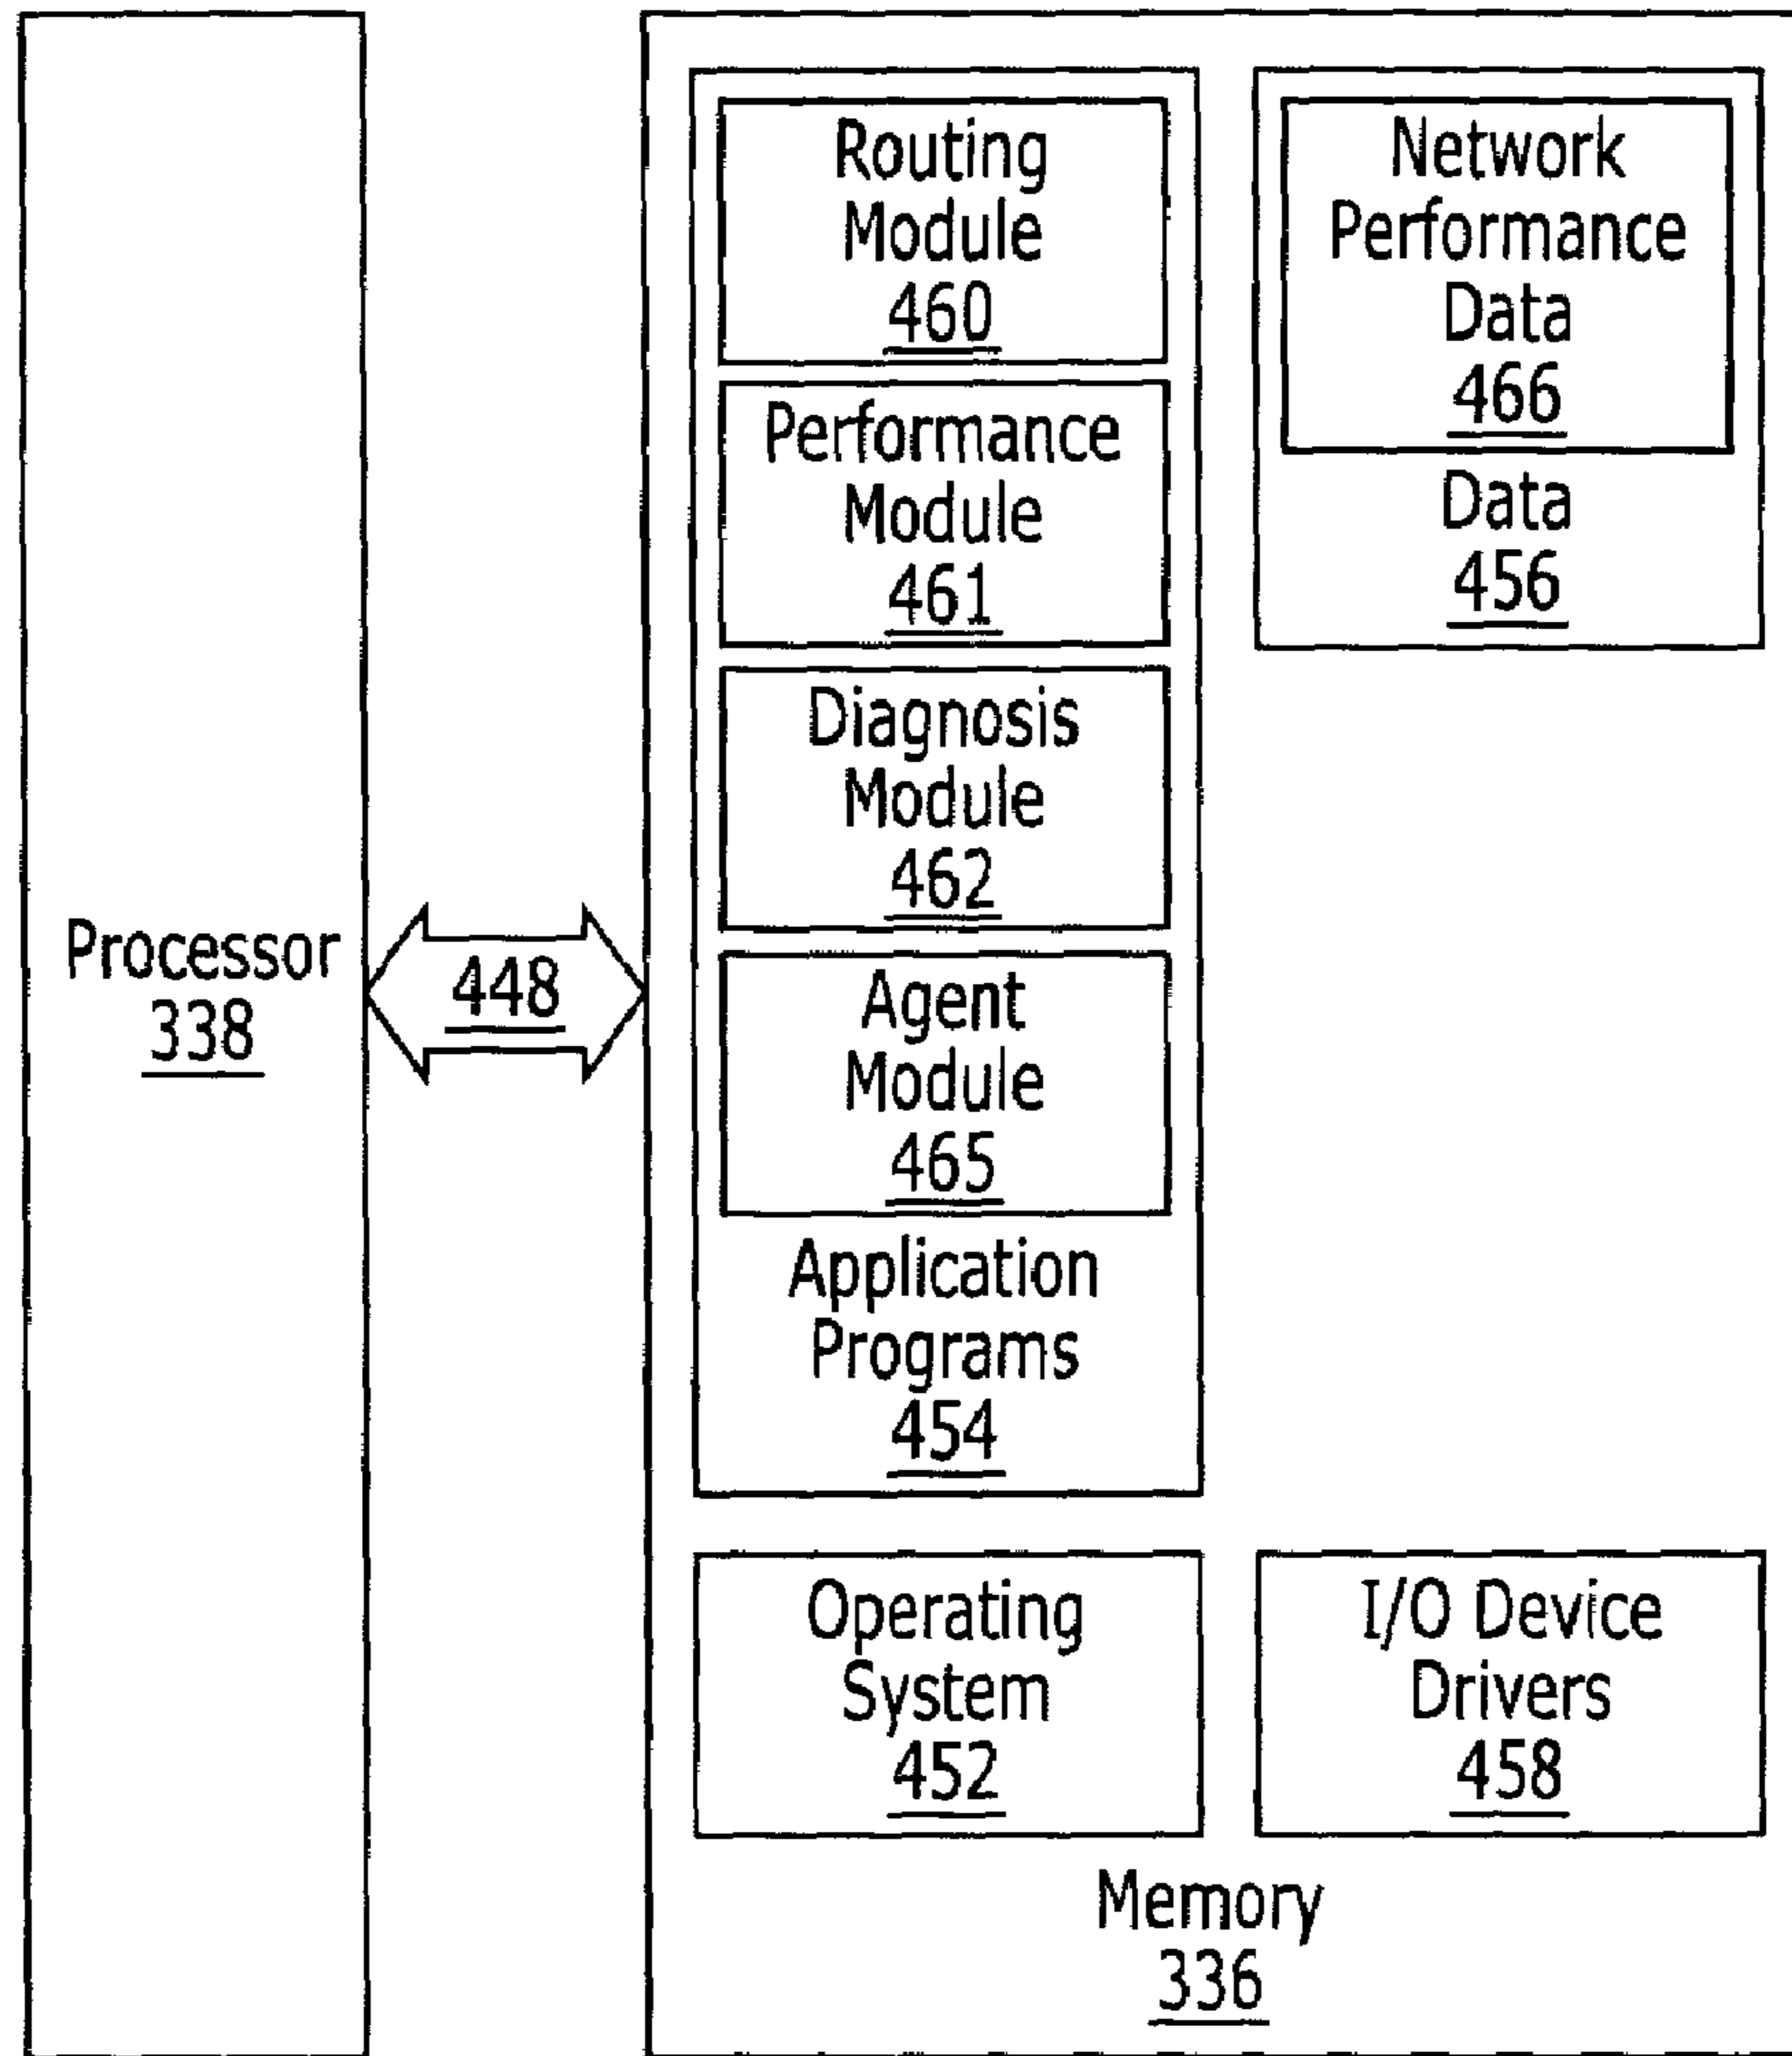 Processor
338
448
Routing
Module
460
Performance
Module
461
Diagnosis
Module
462
Agent
Module
465
Application
Programs
454
Network
Performance
Data
466
Data
456
Operating
System
452
I/O Device
Drivers
458
Memory
336